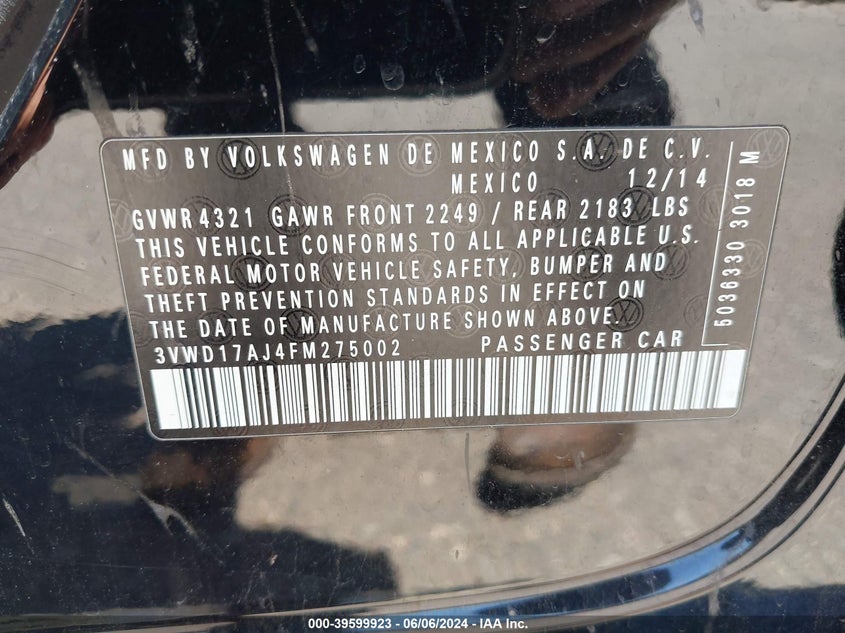 MFD BY VOLKSWAGEN DE MEXICO S.A. DE C.V.
MEXICO 12/14
GVWR 4321 GAWR FRONT 2249 / REAR 2183 LBS
THIS VEHICLE CONFORMS TO ALL APPLICABLE U.S.
FEDERAL MOTOR VEHICLE SAFETY, BUMPER AND
THEFT PREVENTION STANDARDS IN EFFECT ON
THE DATE OF MANUFACTURE SHOWN ABOVE.
3VWD17AJ4FM275002 PASSENGER CAR
5036330 3018 M
000-39599923 - 06/06/2024 - IAA Inc.